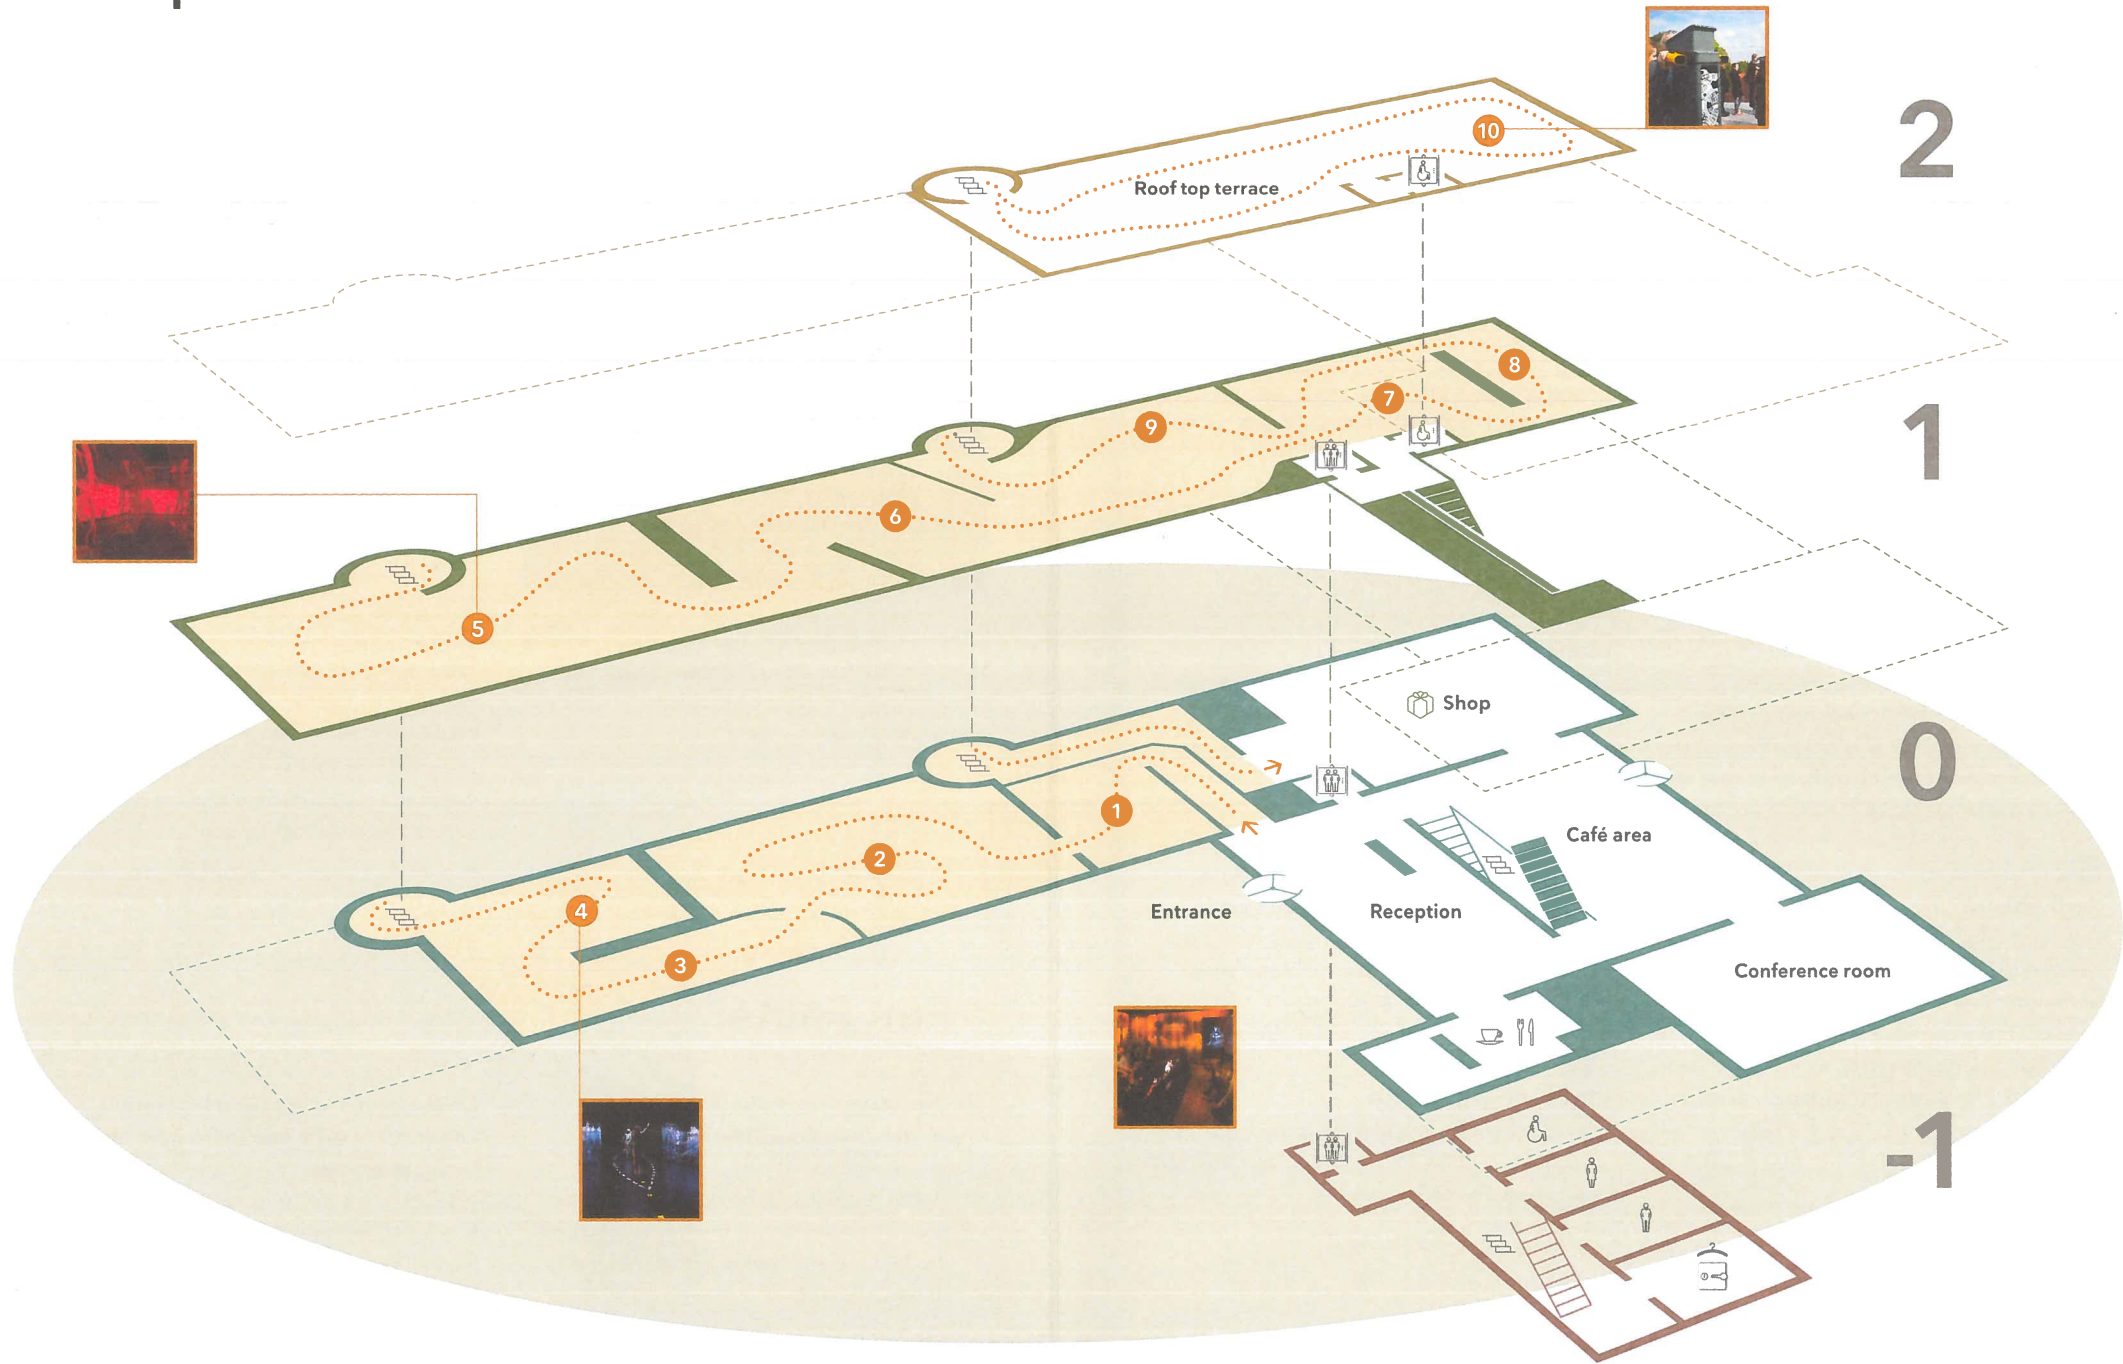 2
10
Roof top terrace
1
8
7
9
6
5
0
Shop
1
Café area
2
4
Entrance
Reception
3
Conference room
-1